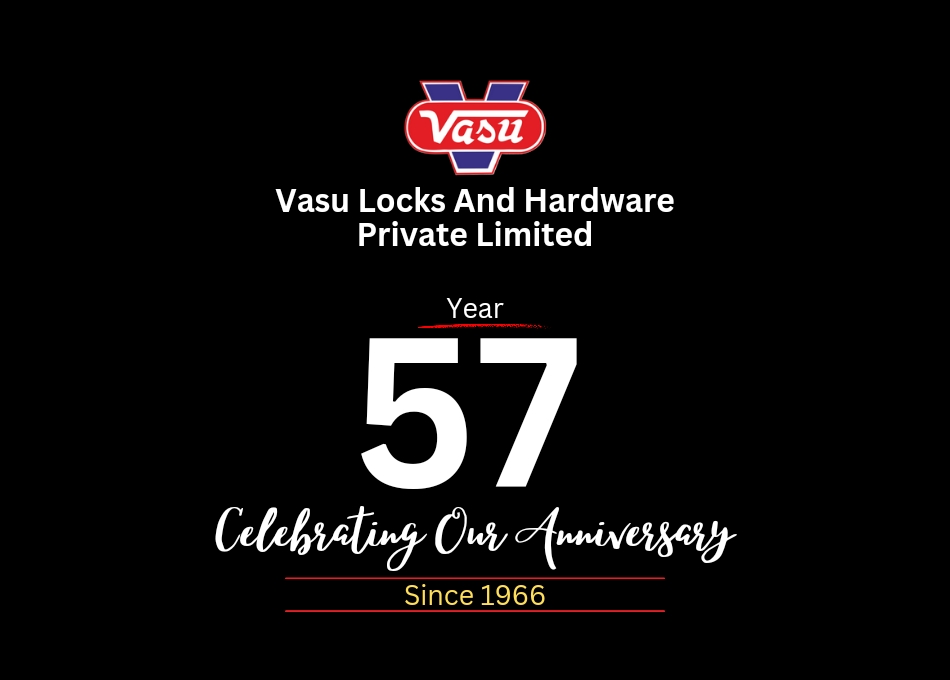 Vasu
Vasu Locks And Hardware
Private Limited
Year
57
Celebrating Our Anniversary
Since 1966